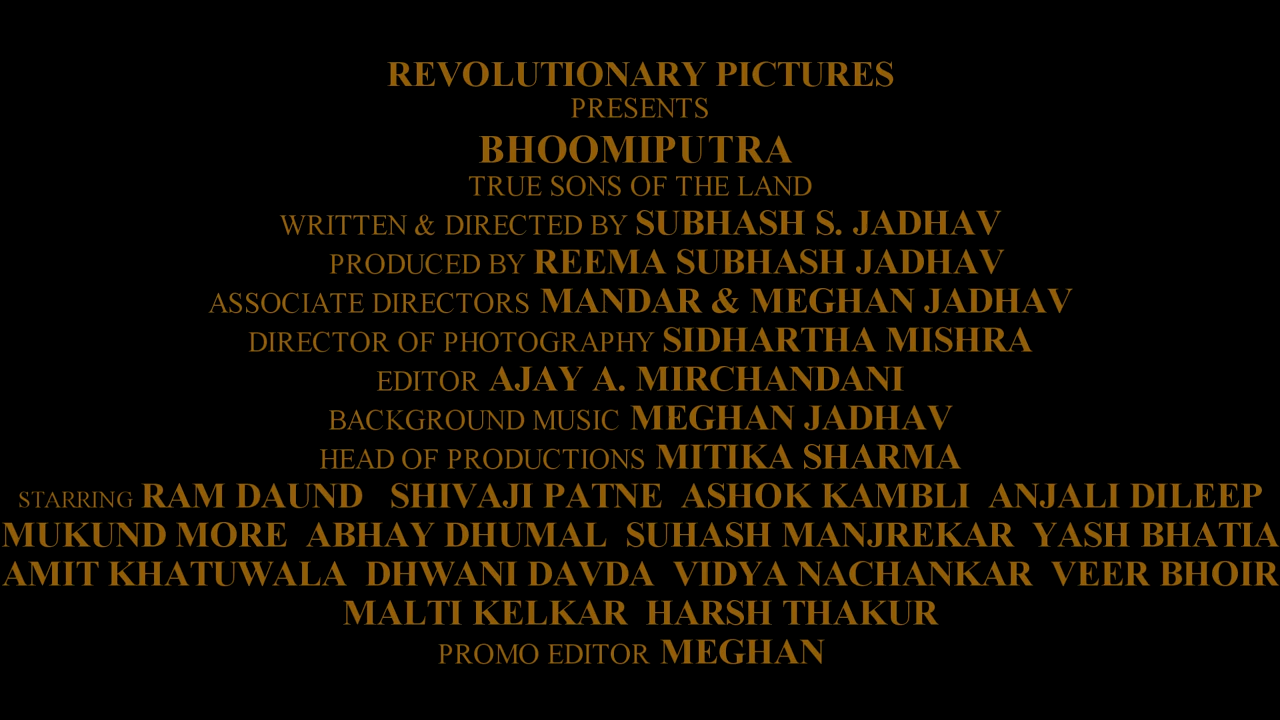 REVOLUTIONARY PICTURES
PRESENTS
BHOOMIPUTRA
TRUE SONS OF THE LAND
WRITTEN & DIRECTED BY SUBHASH S. JADHAV
PRODUCED BY REEMA SUBHASH JADHAV
ASSOCIATE DIRECTORS MANDAR & MEGHAN JADHAV
DIRECTOR OF PHOTOGRAPHY SIDHARTHA MISHRA
EDITOR AJAY A. MIRCHANDANI
BACKGROUND MUSIC MEGHAN JADHAV
HEAD OF PRODUCTIONS MITIKA SHARMA
STARRING RAM DAUND SHIVAJI PATNE ASHOK KAMBLI ANJALI DILEEP
MUKUND MORE ABHAY DHUMAL SUHASH MANJREKAR YASH BHATIA
AMIT KHATUWALA DHWANI DAVDA VIDYA NACHANKAR VEER BHOIR
MALTI KELKAR HARSH THAKUR
PROMO EDITOR MEGHAN